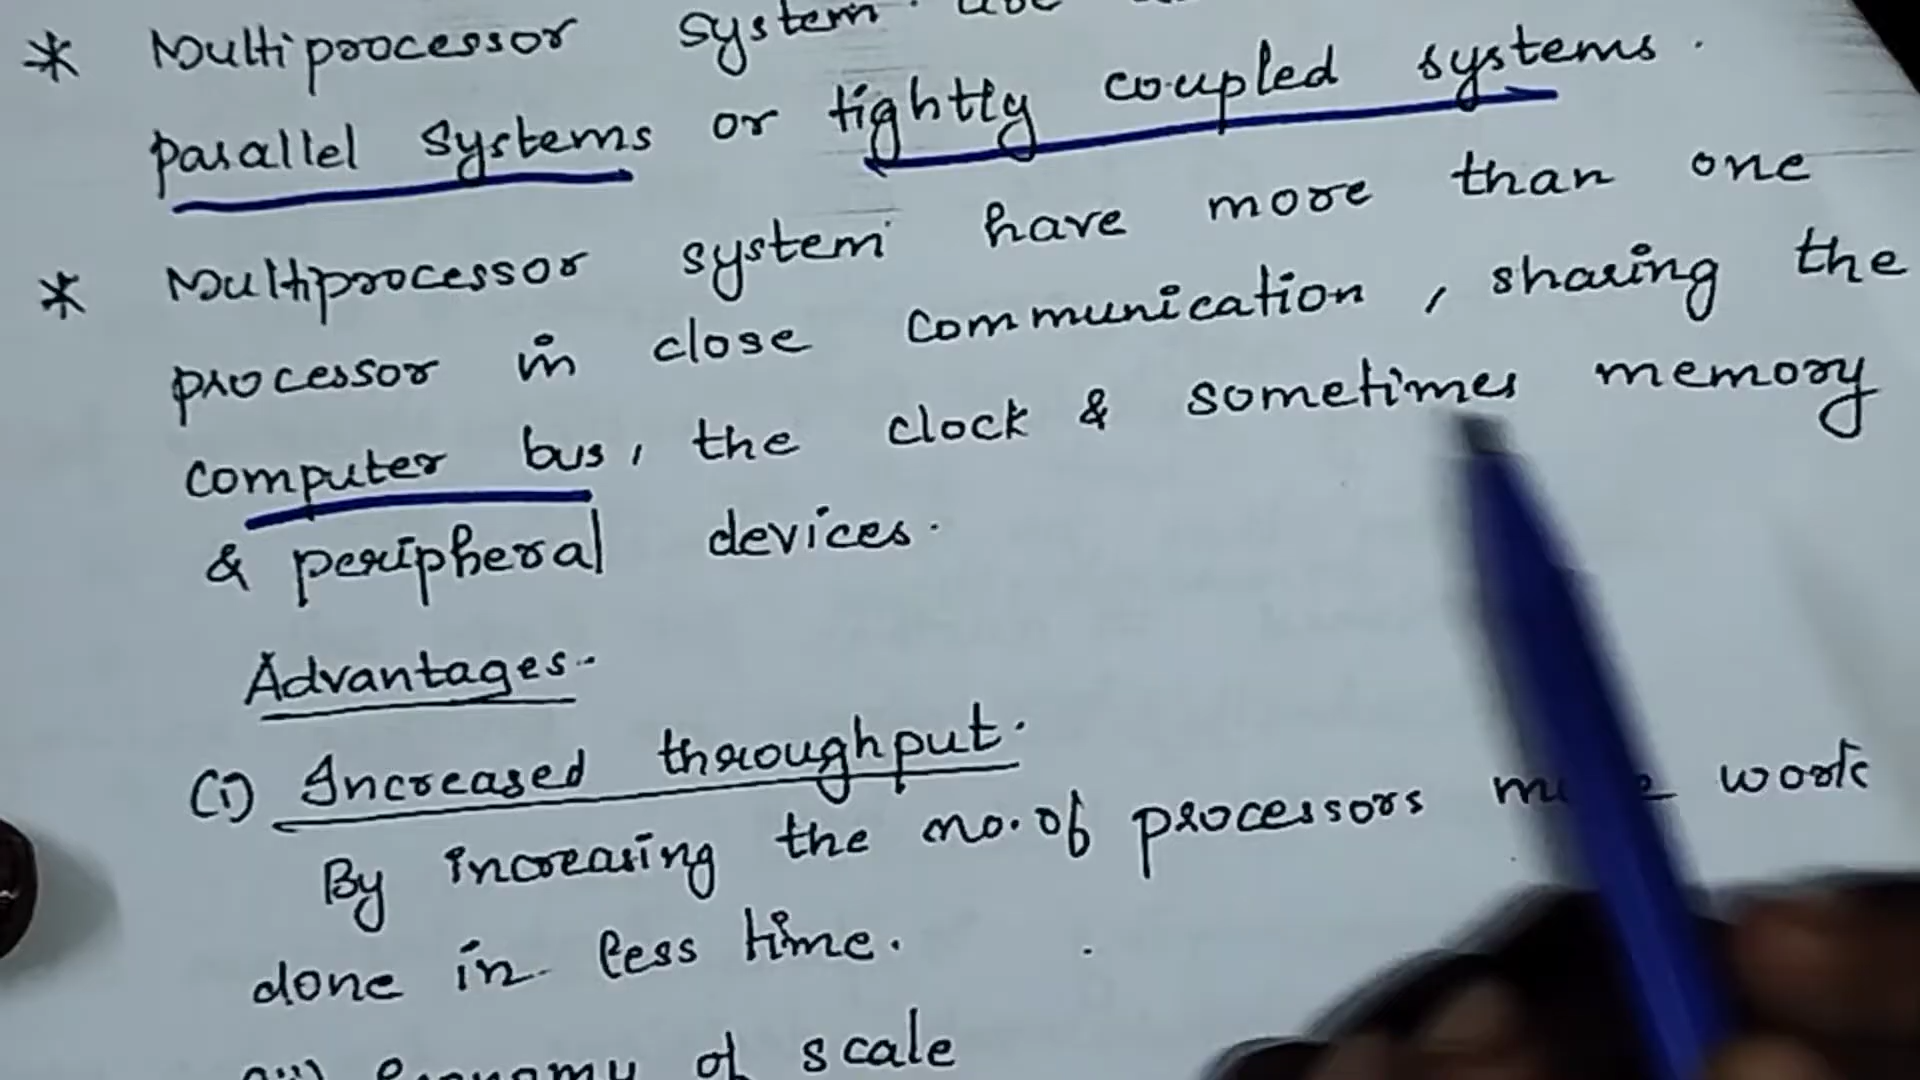 * Multiprocessor system
parallel systems or tightly coupled systems.
* Multiprocessor system have more than one
processor in close communication, sharing the
computer bus, the clock & sometimes memory
& peripheral devices.
Advantages-
(i) Increased throughput.
By increasing the no. of processors work
done in less time.
economy of scale